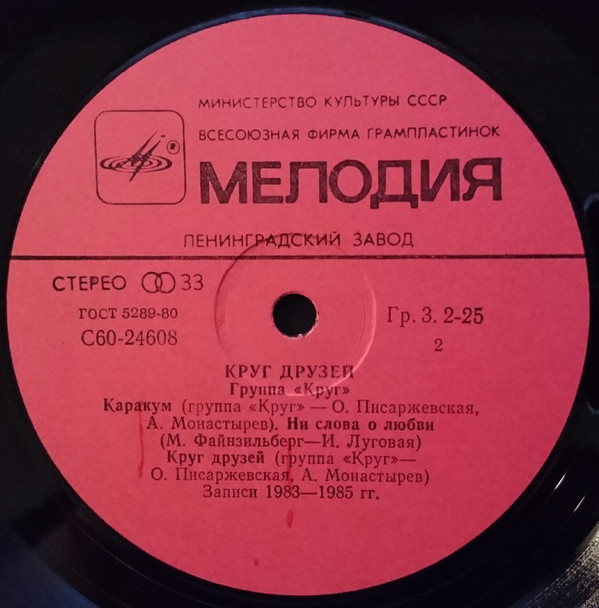 МИНИСТЕРСТВО КУЛЬТУРЫ СССР
ВСЕСОЮЗНАЯ ФИРМА ГРАМПЛАСТИНОК
®
МЕЛОДИЯ
ЛЕНИНГРАДСКИЙ ЗАВОД
СТЕРЕО 33
ГОСТ 5289-80
С60-24608
Гр. 3. 2-25
2
КРУГ ДРУЗЕЙ
Группа «Круг»
Каракум (группа «Круг» — О. Писаржевская,
А. Монастырев). Ни слова о любви
(М. Файнзильберг—И. Луговая)
Круг друзей (группа «Круг»—
О. Писаржевская, А. Монастырев)
Записи 1983—1985 гг.